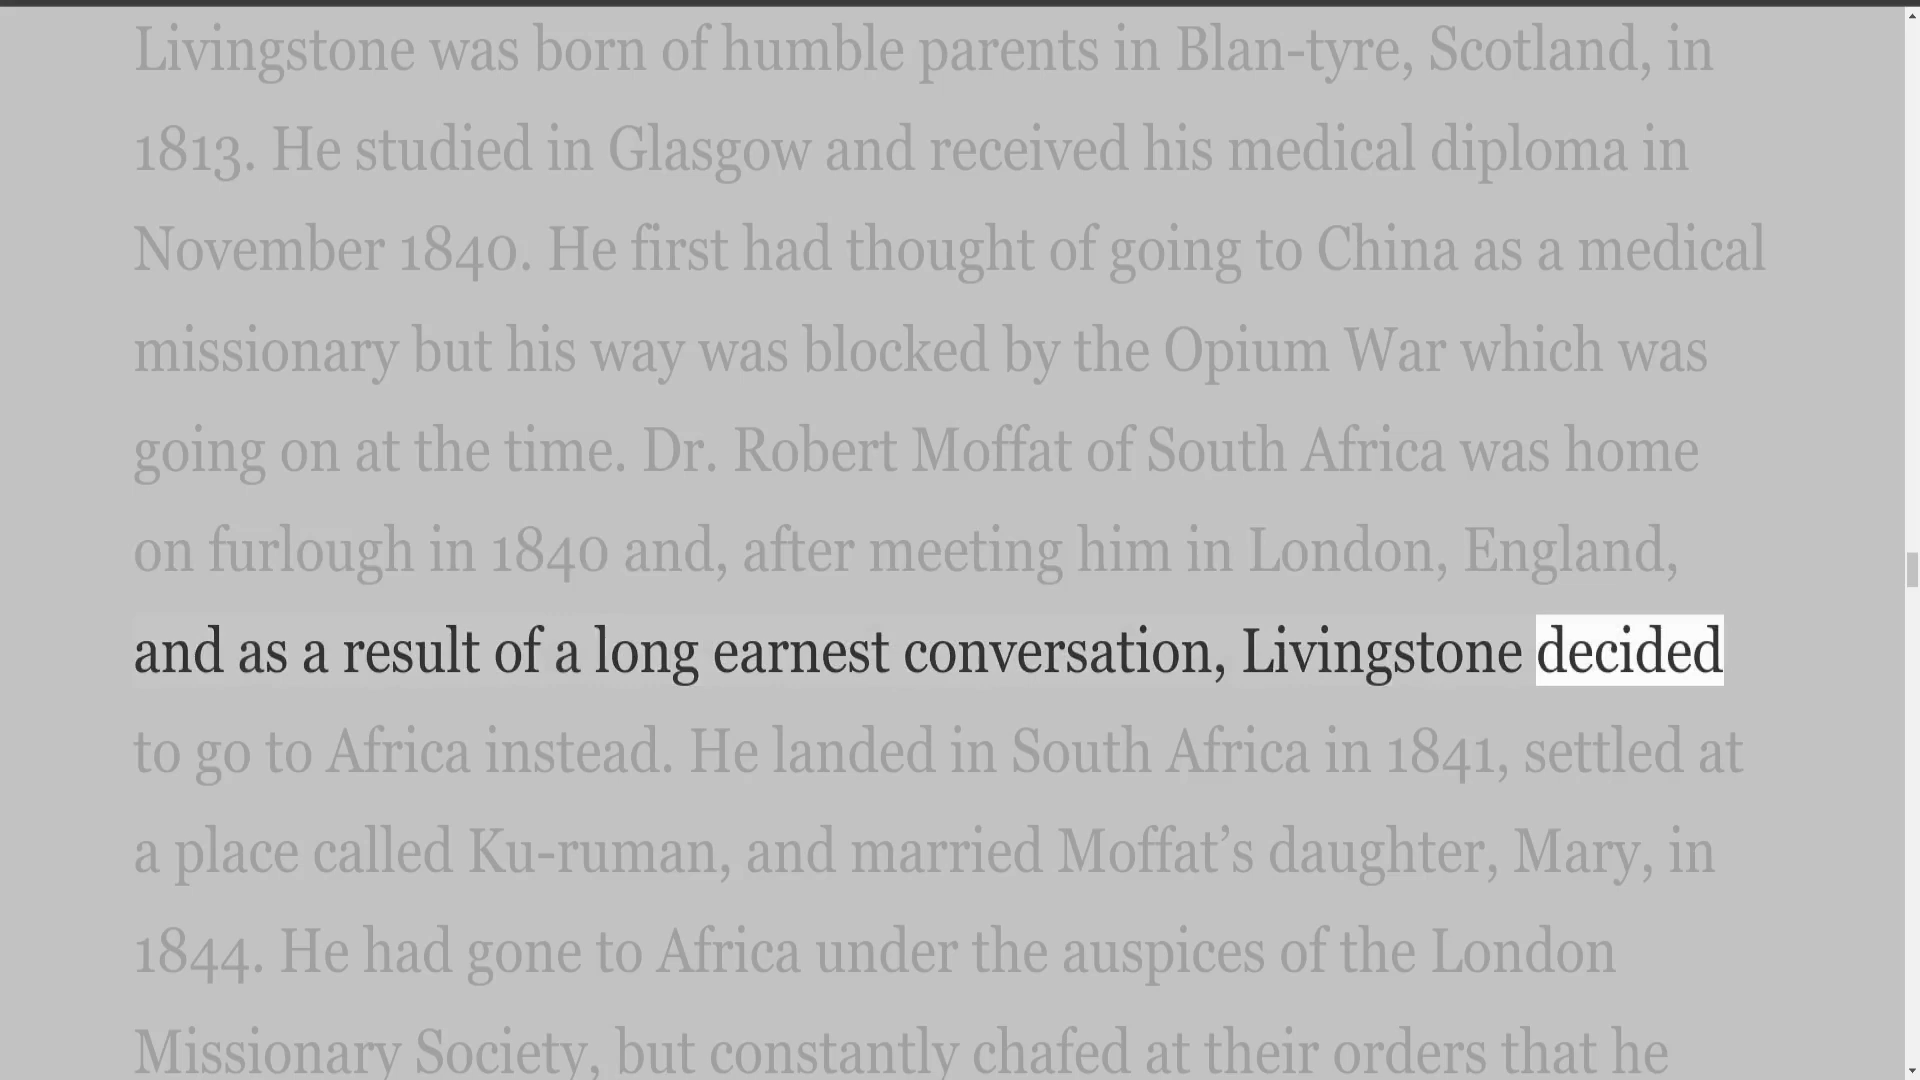 Livingstone was born of humble parents in Blan-tyre, Scotland, in
1813. He studied in Glasgow and received his medical diploma in
November 1840. He first had thought of going to China as a medical
missionary but his way was blocked by the Opium War which was
going on at the time. Dr. Robert Moffat of South Africa was home
on furlough in 1840 and, after meeting him in London, England,
and as a result of a long earnest conversation, Livingstone decided
to go to Africa instead. He landed in South Africa in 1841, settled at
a place called Ku-ruman, and married Moffat’s daughter, Mary, in
1844. He had gone to Africa under the auspices of the London
Missionary Society, but constantly chafed at their orders that he